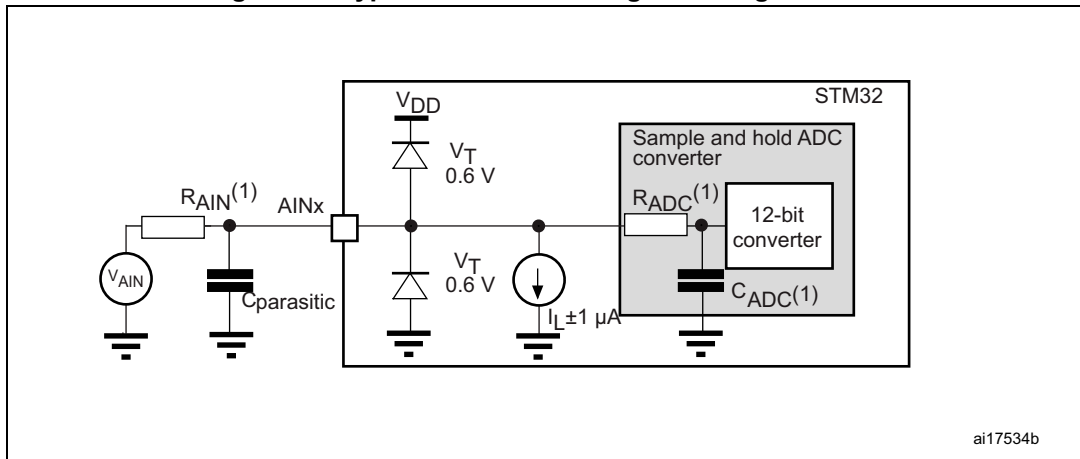 STM32
VDD
VT
0.6 V
Sample and hold ADC
converter
RAIN(1)
AINx
RADC(1)
12-bit
converter
VAIN
Cparasitic
VT
0.6 V
IL±1 µA
CADC(1)
ai17534b